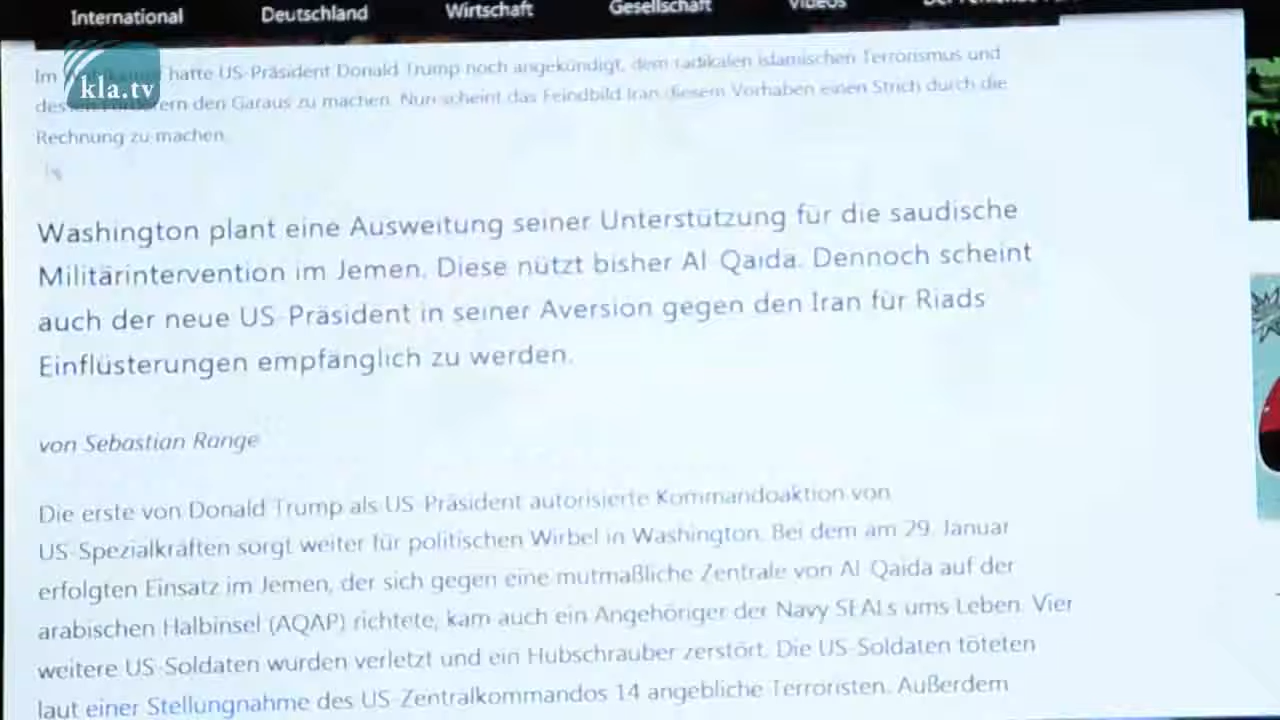 International Deutschland Wirtschaft Gesellschaft Videos
Im hatte US-Präsident Donald Trump noch angekündigt, dem radikalen islamischen Terrorismus und
kla.tv
dessen Förderern den Garaus zu machen. Nun scheint das Feindbild Iran diesem Vorhaben einen Strich durch die
Rechnung zu machen.
Washington plant eine Ausweitung seiner Unterstützung für die saudische
Militärintervention im Jemen. Diese nützt bisher Al-Qaida. Dennoch scheint
auch der neue US-Präsident in seiner Aversion gegen den Iran für Riads
Einflüsterungen empfänglich zu werden.
von Sebastian Range
Die erste von Donald Trump als US-Präsident autorisierte Kommandoaktion von
US-Spezialkräften sorgt weiter für politischen Wirbel in Washington. Bei dem am 29. Januar
erfolgten Einsatz im Jemen, der sich gegen eine mutmaßliche Zentrale von Al-Qaida auf der
arabischen Halbinsel (AQAP) richtete, kam auch ein Angehöriger der Navy SEALs ums Leben. Vier
weitere US-Soldaten wurden verletzt und ein Hubschrauber zerstört. Die US-Soldaten töteten
laut einer Stellungnahme des US-Zentralkommandos 14 angebliche Terroristen. Außerdem